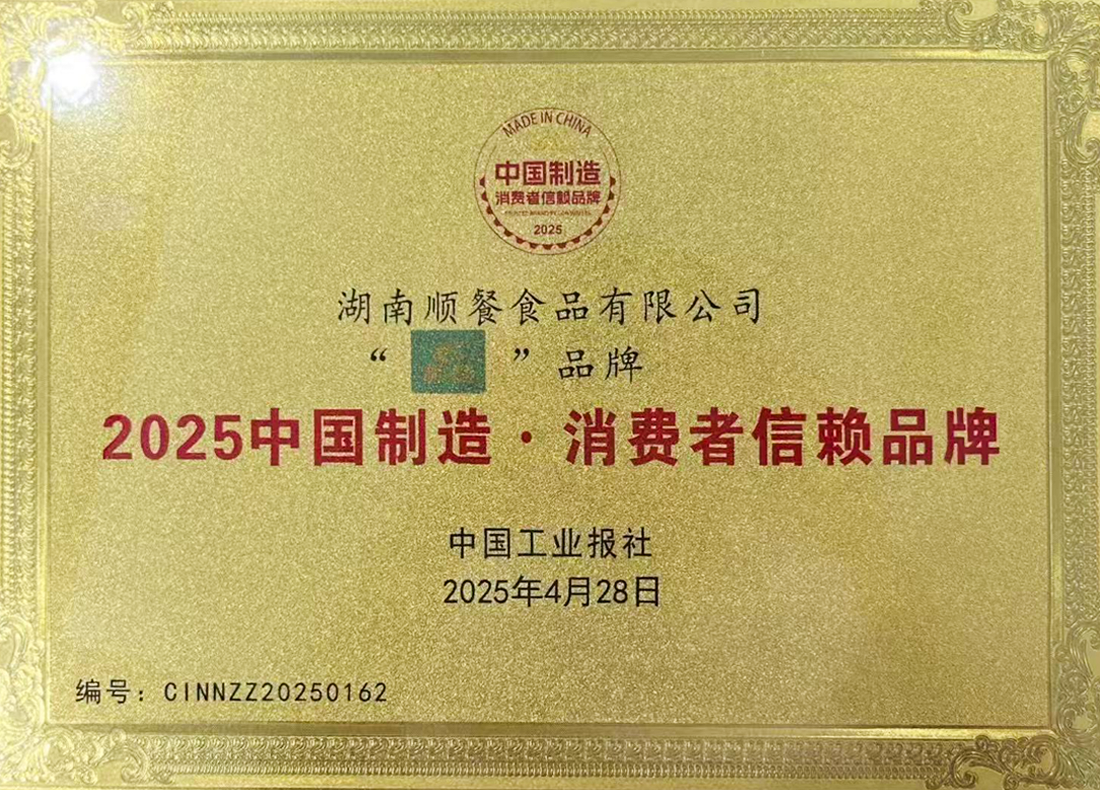 MADE IN CHINA
中国制造
消费者信赖品牌
2025
湖南顺餐食品有限公司
“ ”品牌
2025中国制造·消费者信赖品牌
中国工业报社
2025年4月28日
编号：CINNZZ20250162